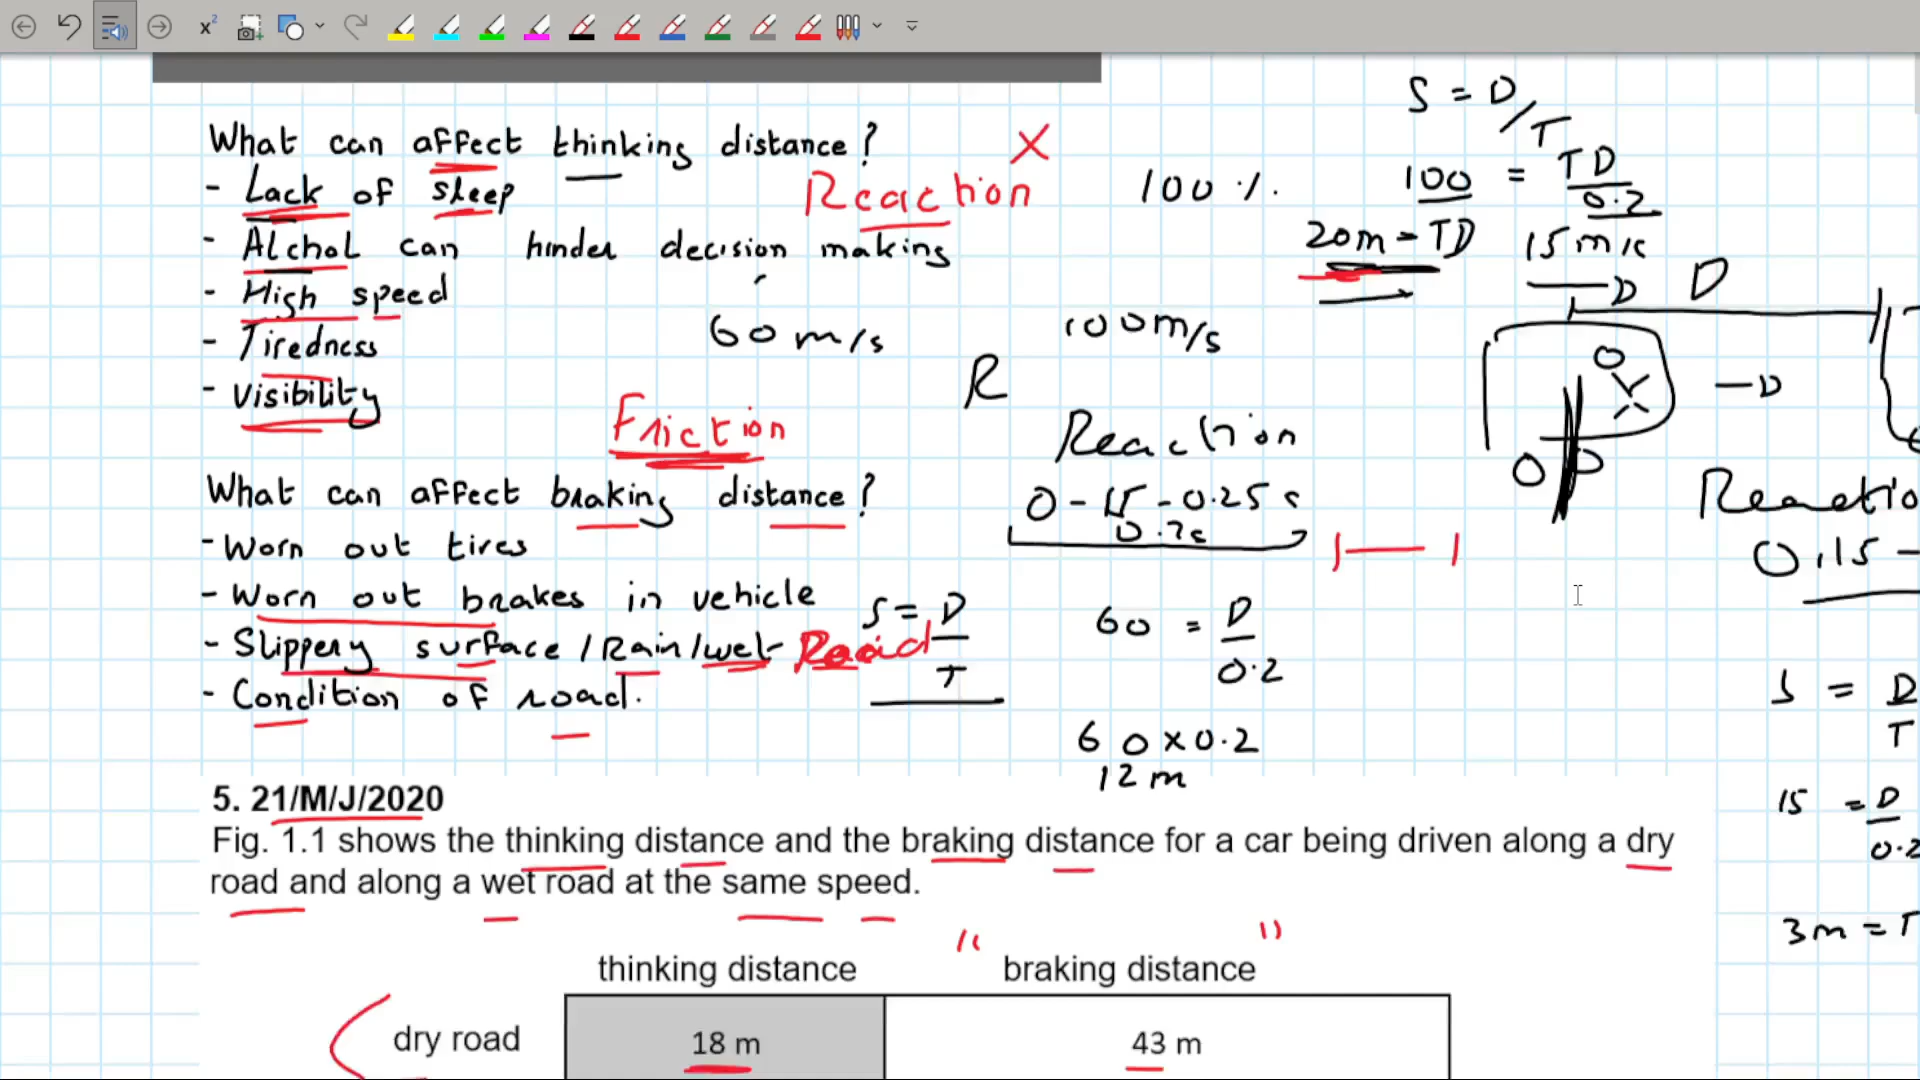 What can affect thinking distance?
- Lack of sleep
- Alchol can hinder decision making
- High speed
- Tiredness
- Visibility
Reaction
60 m/s
Friction
What can affect braking distance?
- Worn out tires
- Worn out brakes in vehicle
- Slippery surface / Rain / wet Road
- Condition of road.
S = D/T
100 = TD/0.2
100 %.
20m = TD
15 m/s
D
D
100m/s
R
D
Reaction
0 - 15 - 0.25 s
0.2s
Reactio
0.15 -
S = D
T
60 = D
0.2
60 x 0.2
12 m
S = D
T
15 = D
0.2
3m = T
5. 21/M/J/2020
Fig. 1.1 shows the thinking distance and the braking distance for a car being driven along a dry
road and along a wet road at the same speed.
thinking distance " braking distance "
dry road 18 m 43 m